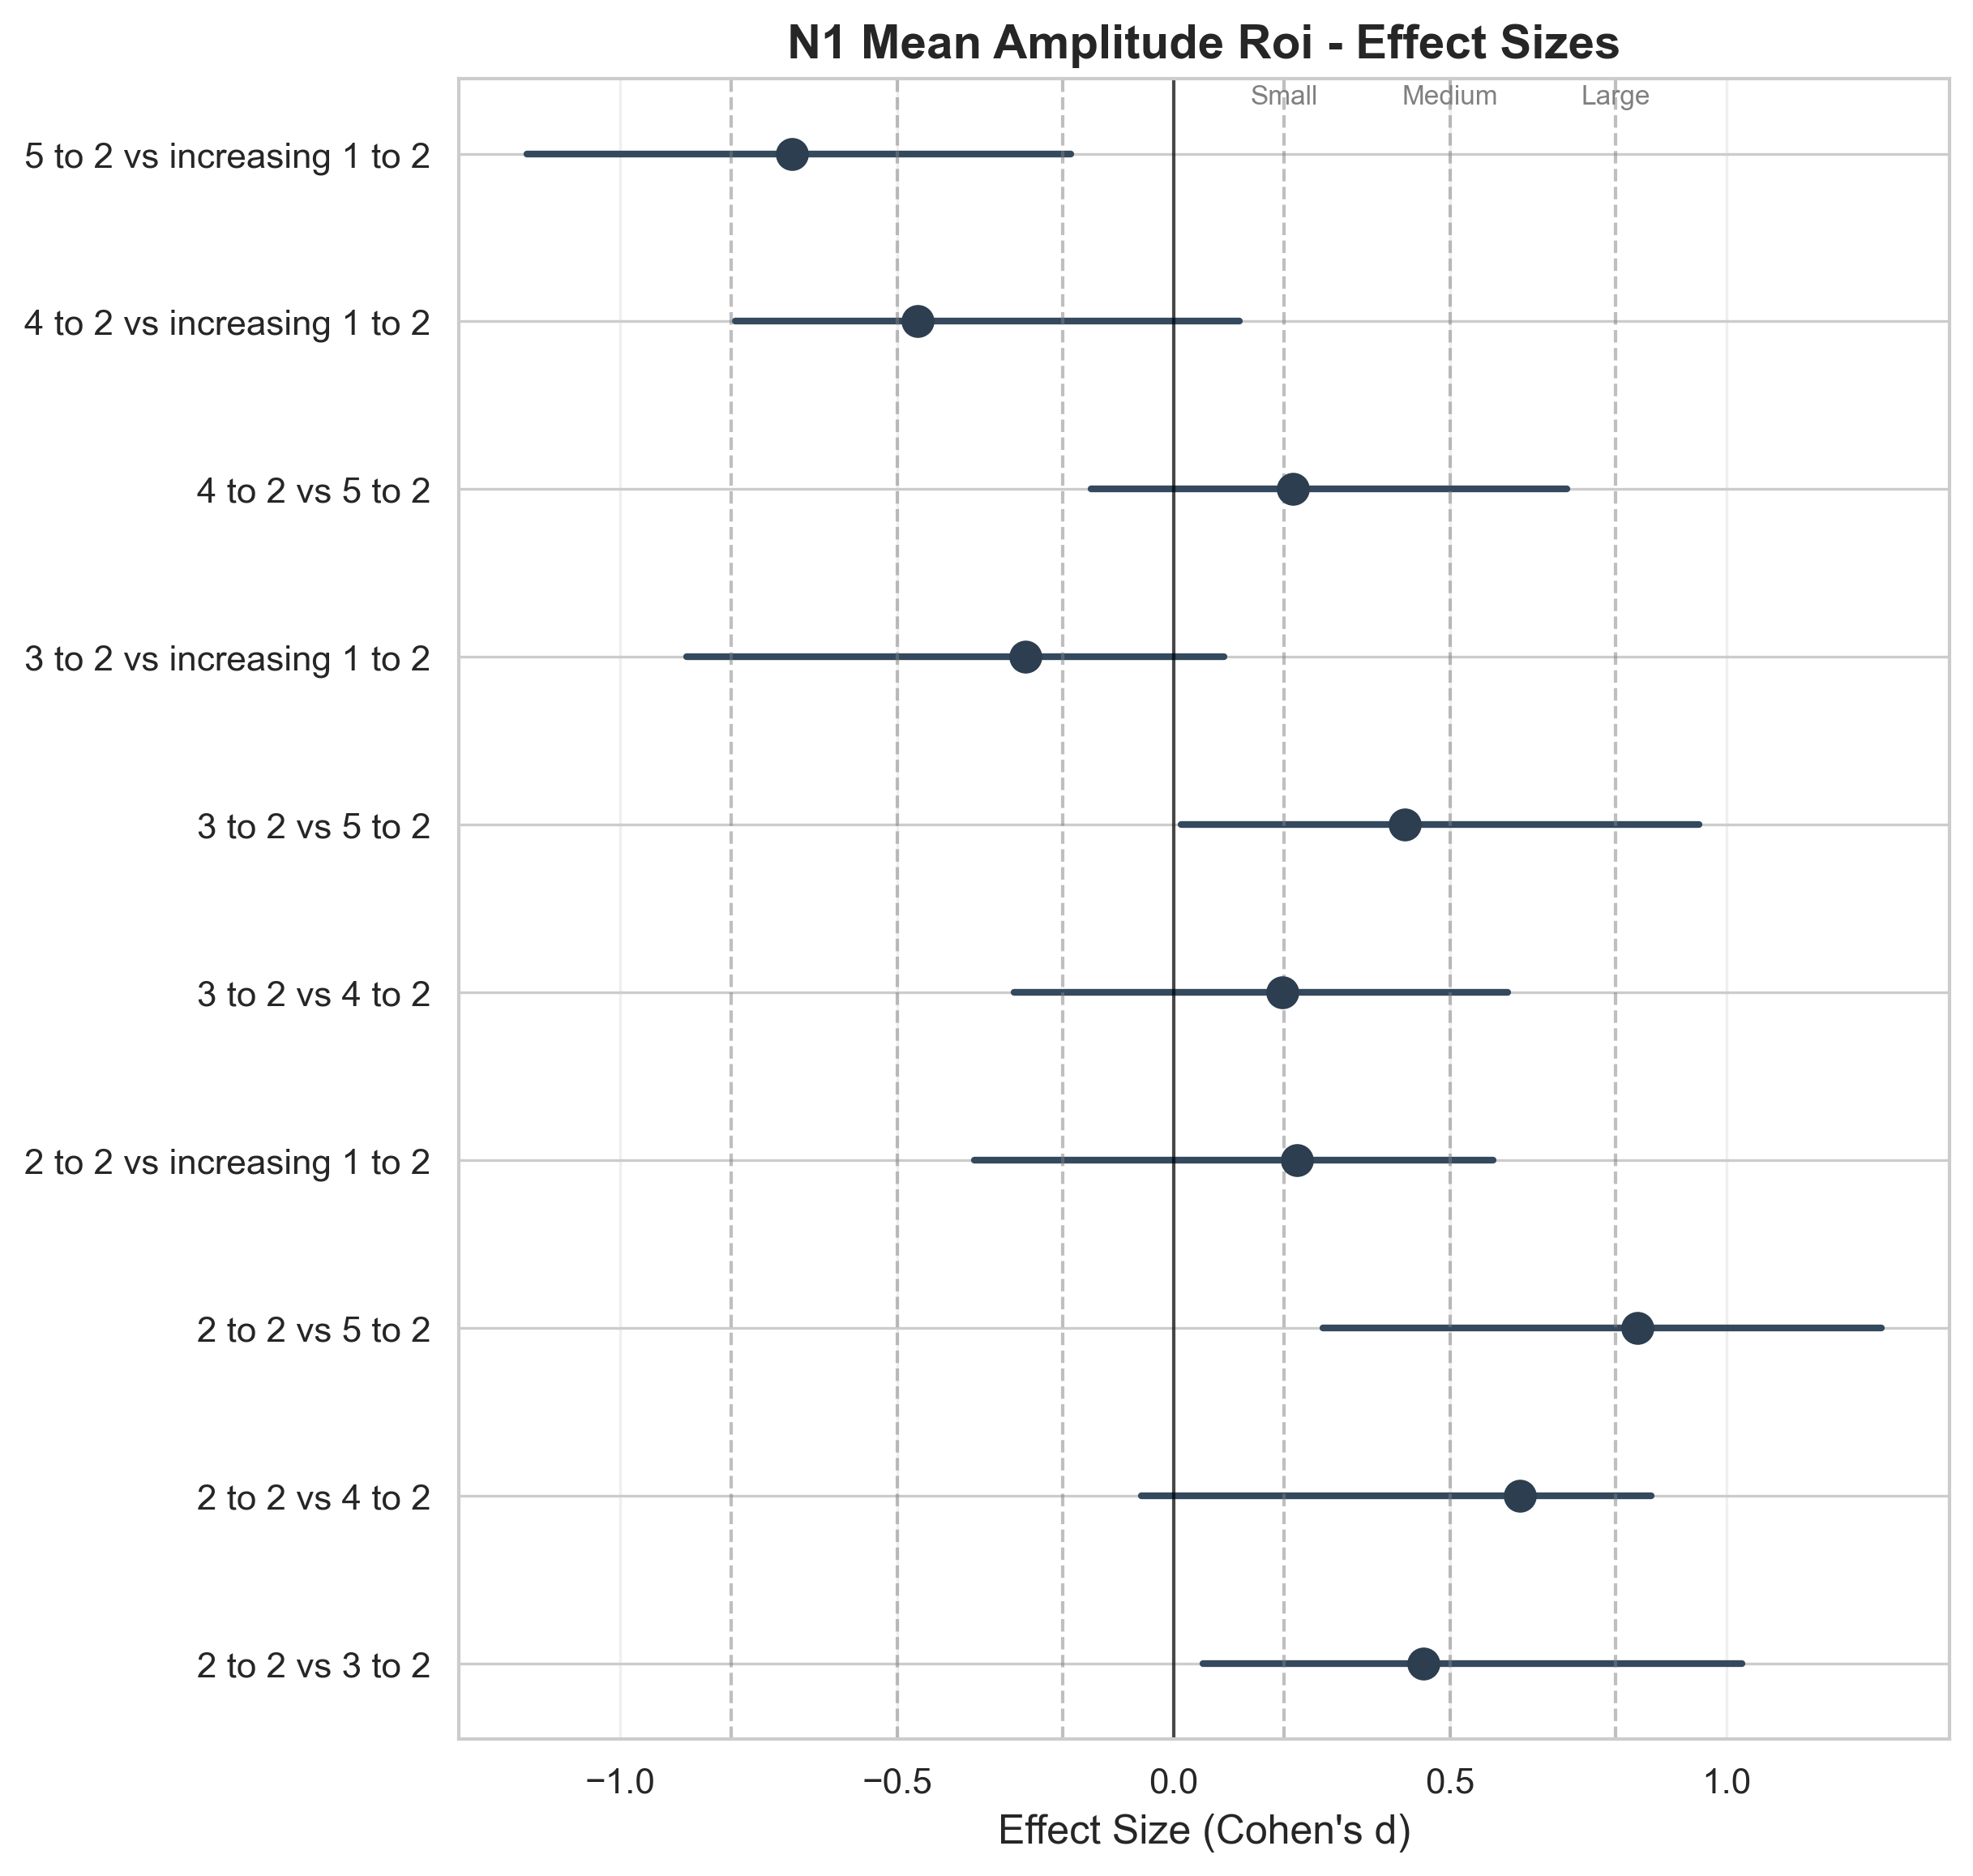 N1 Mean Amplitude Roi - Effect Sizes
Small Medium Large
5 to 2 vs increasing 1 to 2
4 to 2 vs increasing 1 to 2
4 to 2 vs 5 to 2
3 to 2 vs increasing 1 to 2
3 to 2 vs 5 to 2
3 to 2 vs 4 to 2
2 to 2 vs increasing 1 to 2
2 to 2 vs 5 to 2
2 to 2 vs 4 to 2
2 to 2 vs 3 to 2
−1.0 −0.5 0.0 0.5 1.0
Effect Size (Cohen's d)